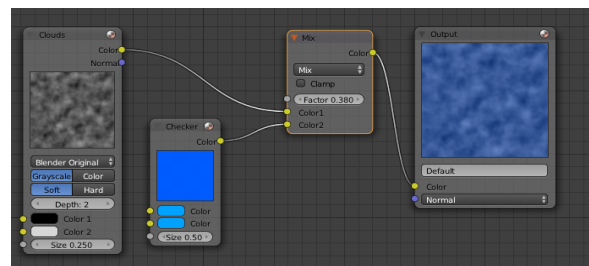 Clouds
Color
Normal
Blender Original
Grayscale Color
Soft Hard
Depth: 2
Color 1
Color 2
Size 0.250
Checker
Color
Color
Color
Size 0.50
Mix
Color
Mix
Clamp
Factor 0.380
Color1
Color2
Output
Default
Color
Normal